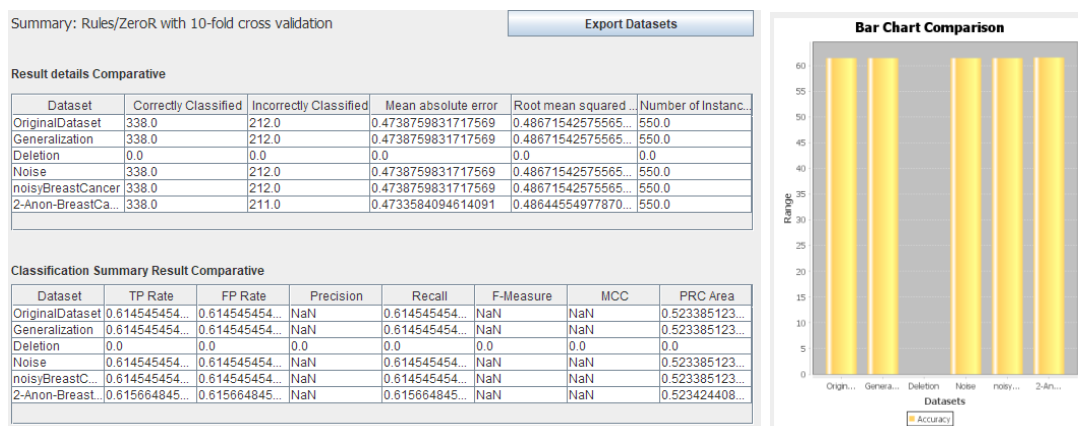 Summary: Rules/ZeroR with 10-fold cross validation
Export Datasets
Result details Comparative
Dataset Correctly Classified Incorrectly Classified Mean absolute error Root mean squared ... Number of Instanc...
OriginalDataset 338.0 212.0 0.4738759831717569 0.48671542575565... 550.0
Generalization 338.0 212.0 0.4738759831717569 0.48671542575565... 550.0
Deletion 0.0 0.0 0.0 0.0 0.0
Noise 338.0 212.0 0.4738759831717569 0.48671542575565... 550.0
noisyBreastCancer 338.0 212.0 0.4738759831717569 0.48671542575565... 550.0
2-Anon-BreastCa... 338.0 211.0 0.4733584094614091 0.48644554977870... 550.0
Classification Summary Result Comparative
Dataset TP Rate FP Rate Precision Recall F-Measure MCC PRC Area
OriginalDataset 0.614545454... 0.614545454... NaN 0.614545454... NaN NaN 0.523385123...
Generalization 0.614545454... 0.614545454... NaN 0.614545454... NaN NaN 0.523385123...
Deletion 0.0 0.0 0.0 0.0 0.0 0.0 0.0
Noise 0.614545454... 0.614545454... NaN 0.614545454... NaN NaN 0.523385123...
noisyBreastC... 0.614545454... 0.614545454... NaN 0.614545454... NaN NaN 0.523385123...
2-Anon-Breast... 0.615664845... 0.615664845... NaN 0.615664845... NaN NaN 0.523424408...
Bar Chart Comparison
Range
60
55
50
45
40
35
30
25
20
15
10
5
0
Origin... Genera... Deletion Noise noisy... 2-An...
Datasets
Accuracy